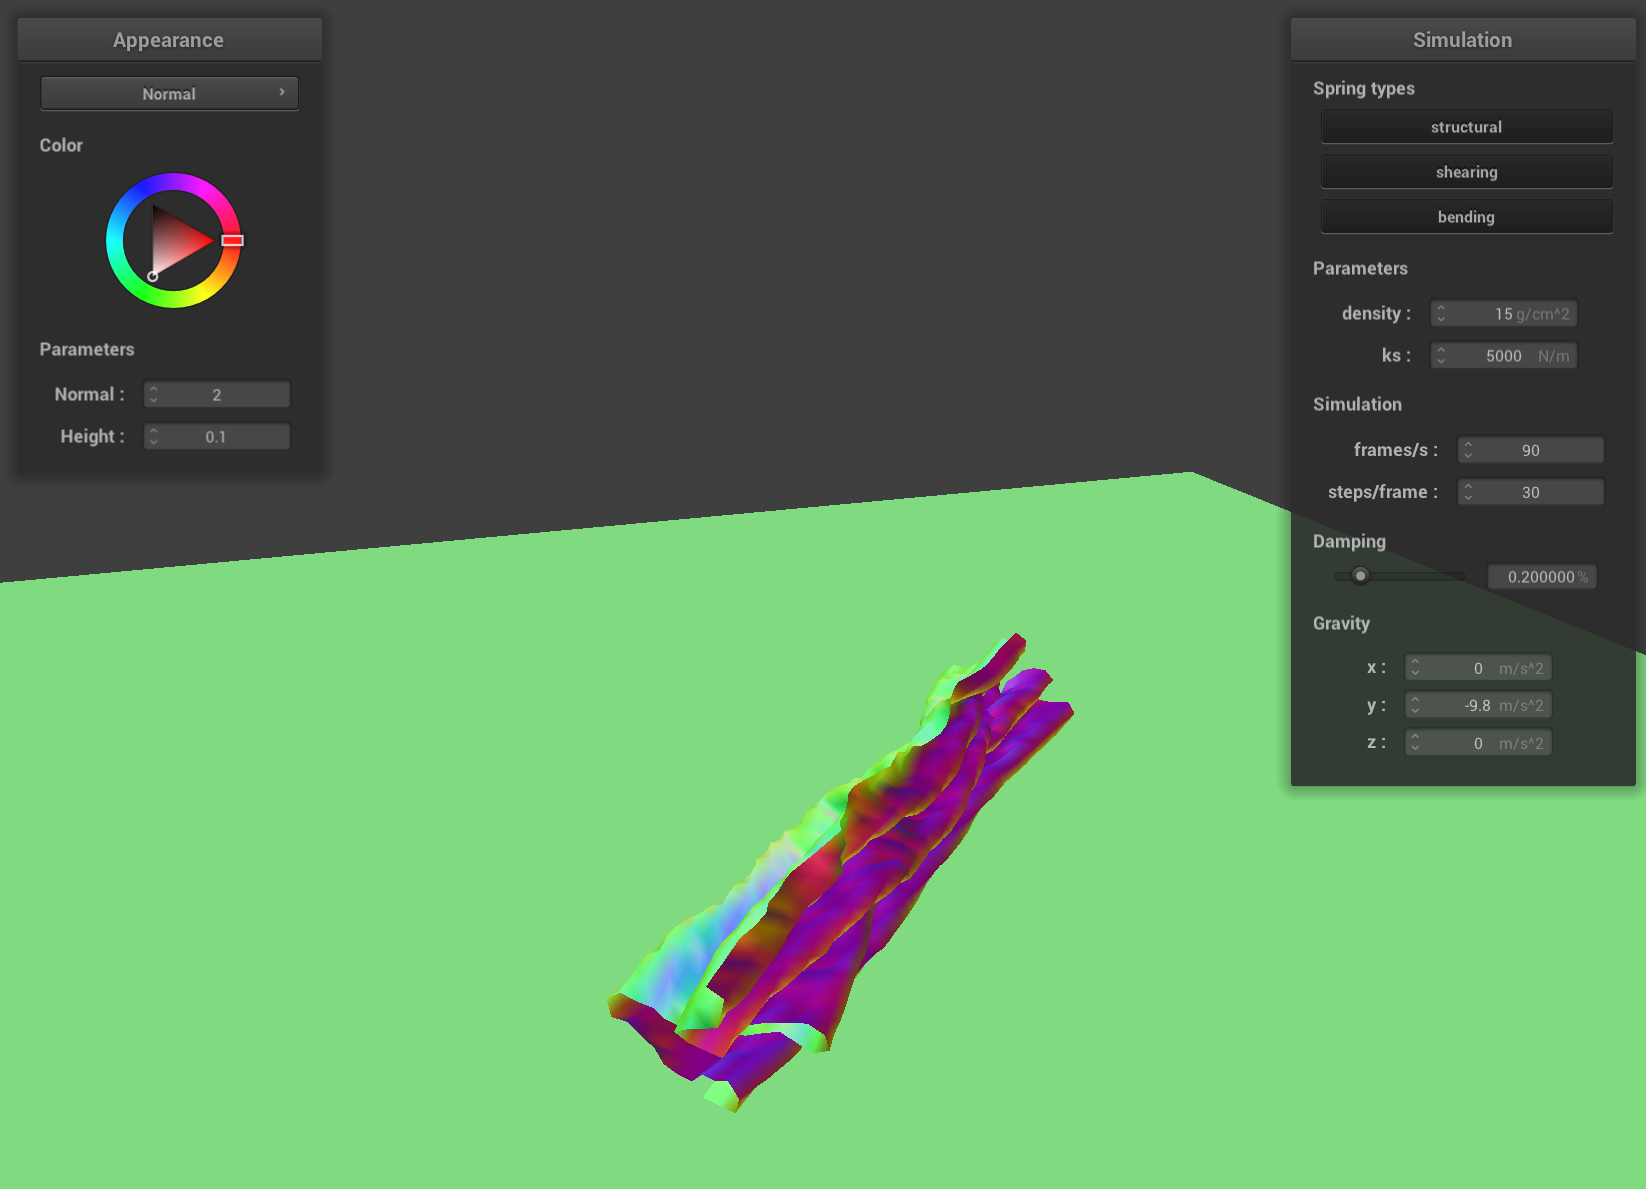 Appearance
Normal
Color
Parameters
Normal : 2
Height : 0.1
Simulation
Spring types
structural
shearing
bending
Parameters
density : 15 g/cm^2
ks : 5000 N/m
Simulation
frames/s : 90
steps/frame : 30
Damping
0.200000 %
Gravity
x : 0 m/s^2
y : -9.8 m/s^2
z : 0 m/s^2